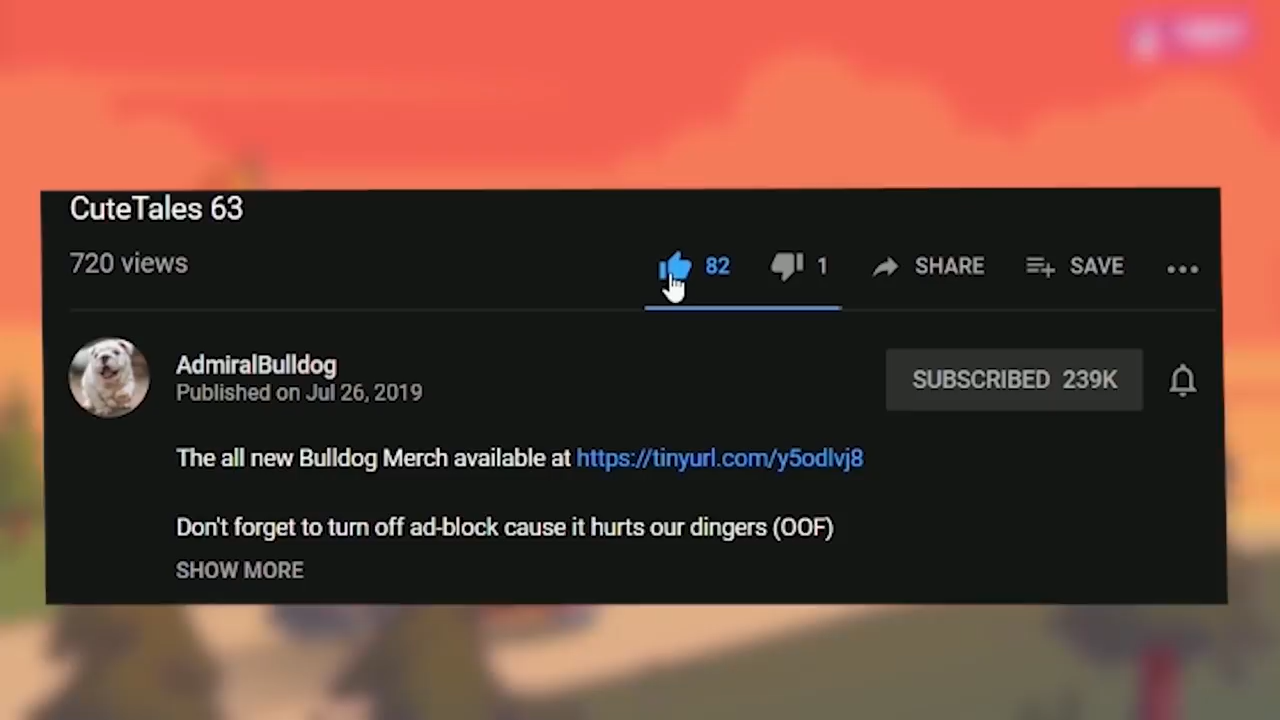 CuteTales 63
720 views
82
1
SHARE
SAVE
AdmiralBulldog
Published on Jul 26, 2019
SUBSCRIBED 239K
The all new Bulldog Merch available at https://tinyurl.com/y5odlvj8
Don't forget to turn off ad-block cause it hurts our dingers (OOF)
SHOW MORE